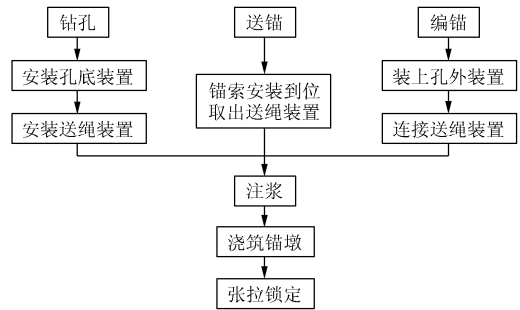 钻孔
送锚
编锚
安装孔底装置
锚索安装到位
取出送绳装置
装上孔外装置
安装送绳装置
连接送绳装置
注浆
浇筑锚墩
张拉锁定